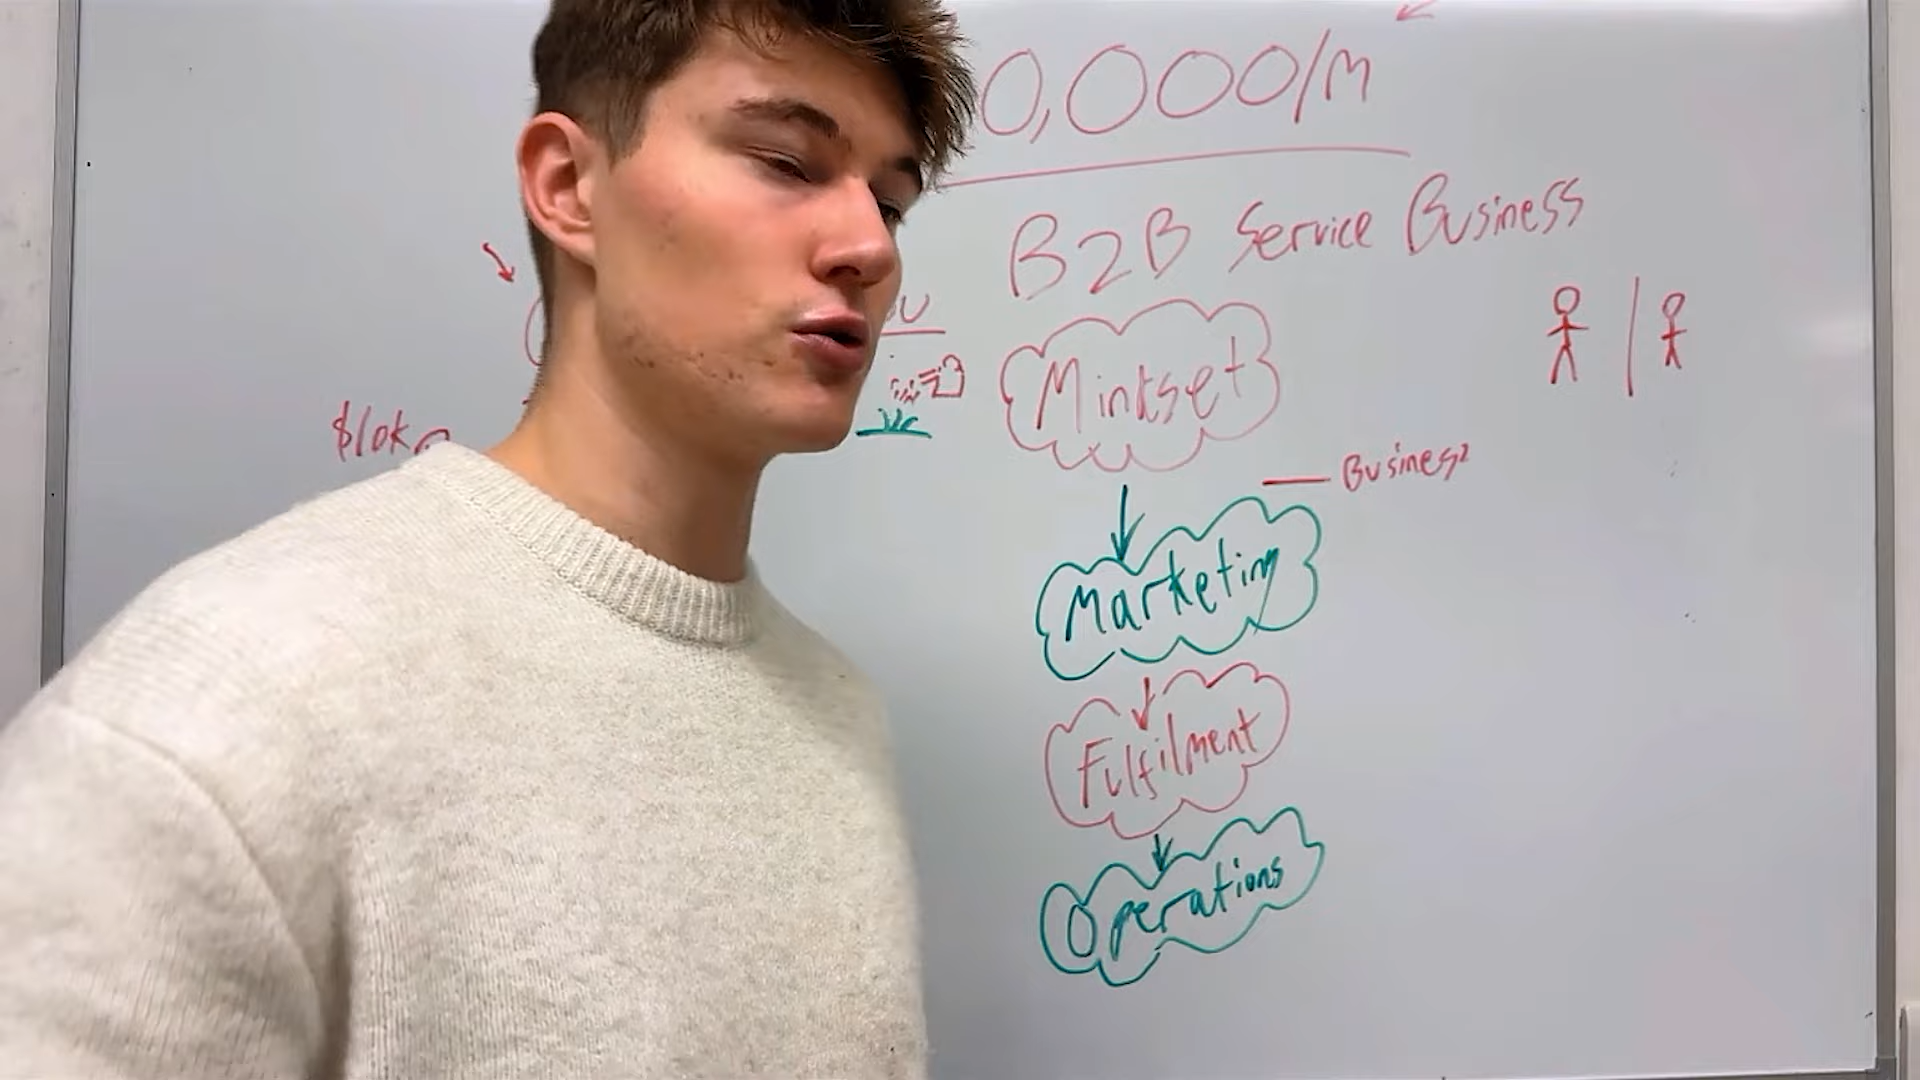 0,000/m
B2B Service Business
Mindset
$10k
Business
Marketing
Fulfilment
Operations